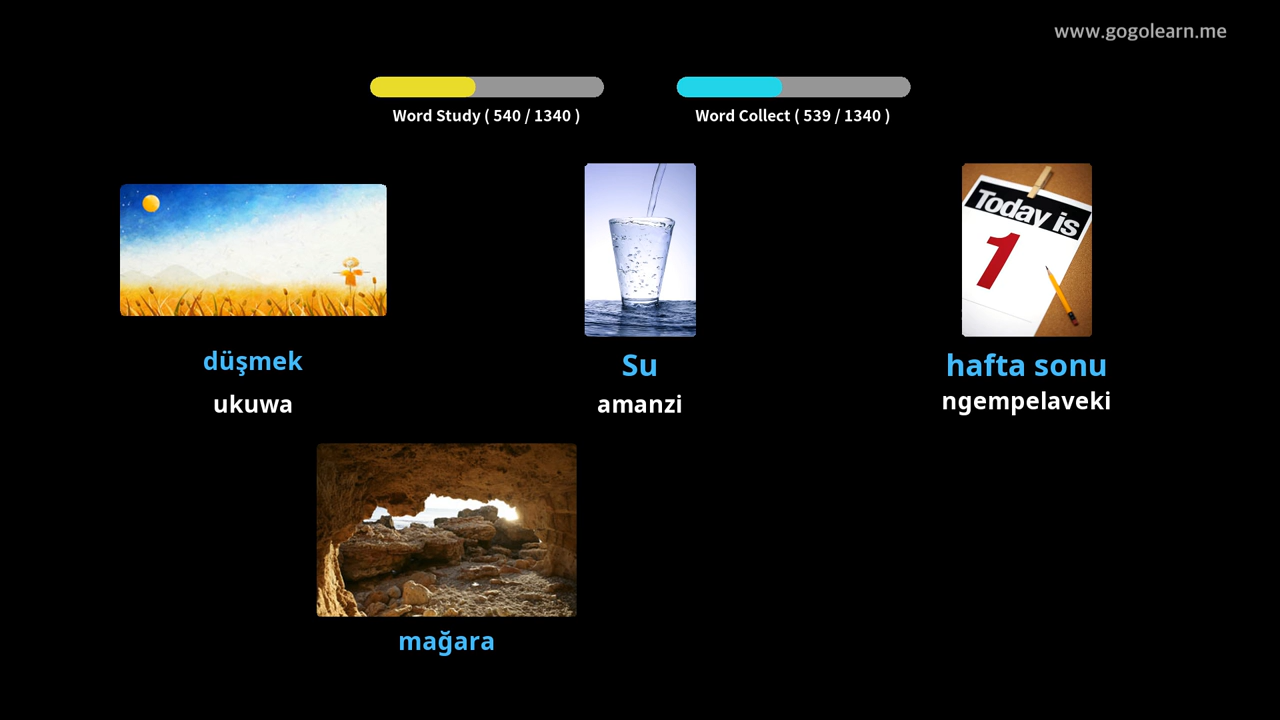 www.gogolearn.me
Word Study ( 540 / 1340 )
Word Collect ( 539 / 1340 )
Today is
1
düşmek
ukuwa
Su
amanzi
hafta sonu
ngempelaveki
mağara